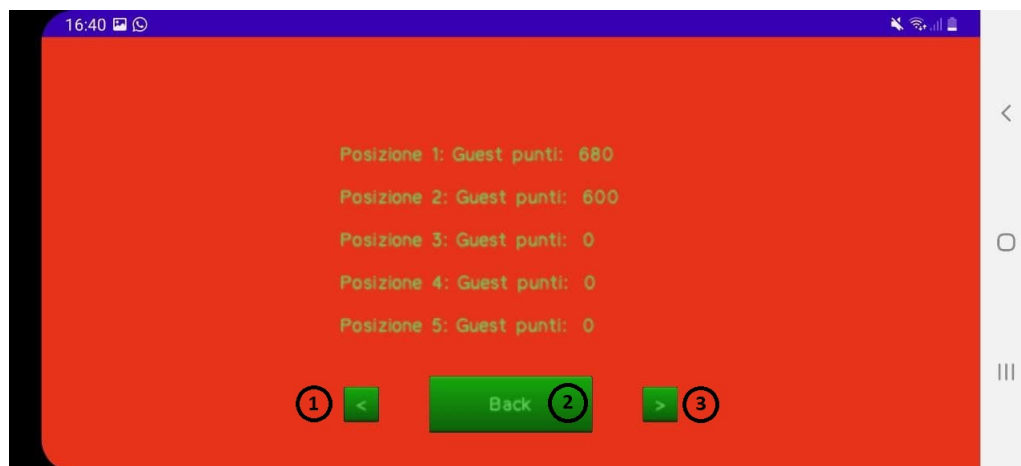 16:40
Posizione 1: Guest punti: 680
Posizione 2: Guest punti: 600
Posizione 3: Guest punti: 0
Posizione 4: Guest punti: 0
Posizione 5: Guest punti: 0
1 < Back 2 > 3